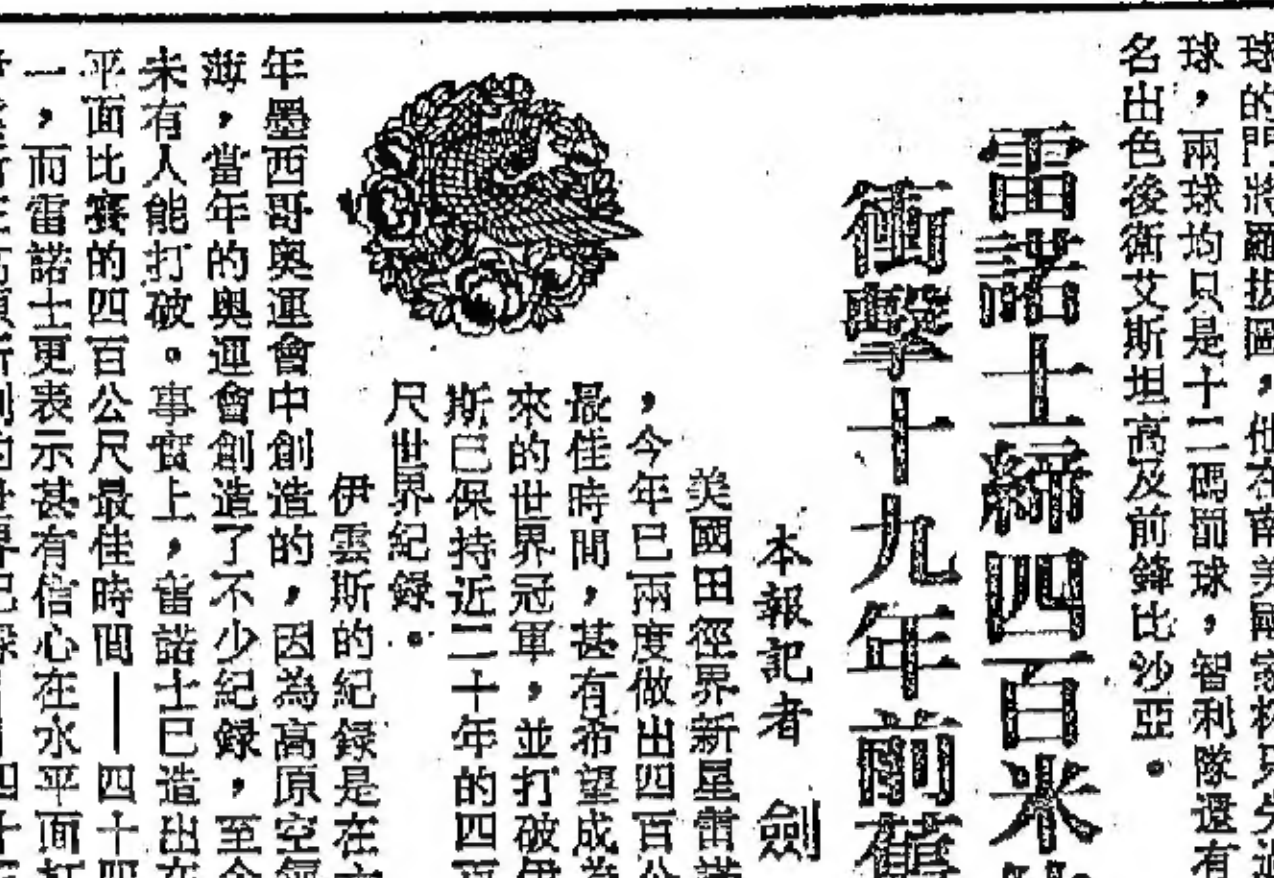 球的門將羅拔圖,他在南美國家杯只失過
球,兩球均只是十二碼罰球,智利隊還有
名出色後衛艾斯坦高及前鋒比沙亞。
雷諾士締四百米
衝擊十九年前舊
本報記者 劍
美國田徑界新星雷諾
,今年已兩度做出四百公
最佳時間,甚有希望成為
來的世界冠軍,並打破伊
斯已保持近二十年的四百
尺世界紀錄。
伊雲斯的紀錄是在
年墨西哥奧運會中創造的,因為高原空氣
海,當年的奧運會創造了不少紀錄,至今
未有人能打破。事實上,雷諾士已造出在
平面比賽的四百公尺最佳時間——四十四
一,而雷諾士更表示甚有信心在水平面打